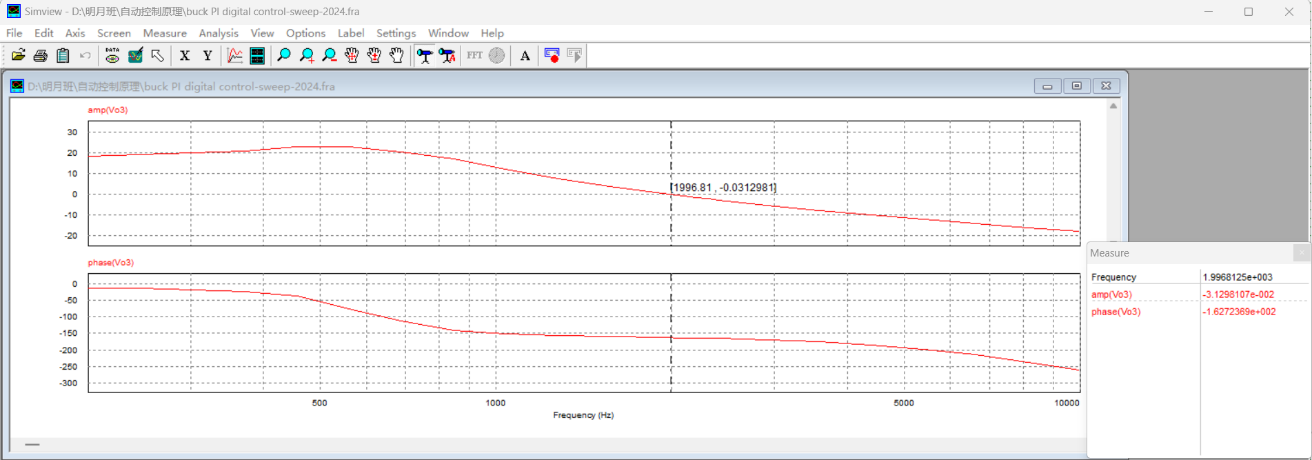 Simview - D:\明月班\自动控制原理\buck PI digital control-sweep-2024.fra
File Edit Axis Screen Measure Analysis View Options Label Settings Window Help
DATA X Y A FFT A
D:\明月班\自动控制原理\buck PI digital control-sweep-2024.fra
amp(Vo3)
30
20
10
0
-10
-20
[1996.81 , -0.0312981]
phase(Vo3)
0
-50
-100
-150
-200
-250
-300
500 1000 5000 10000
Frequency (Hz)
Measure
Frequency 1.9968125e+003
amp(Vo3) -3.1298107e-002
phase(Vo3) -1.6272369e+002